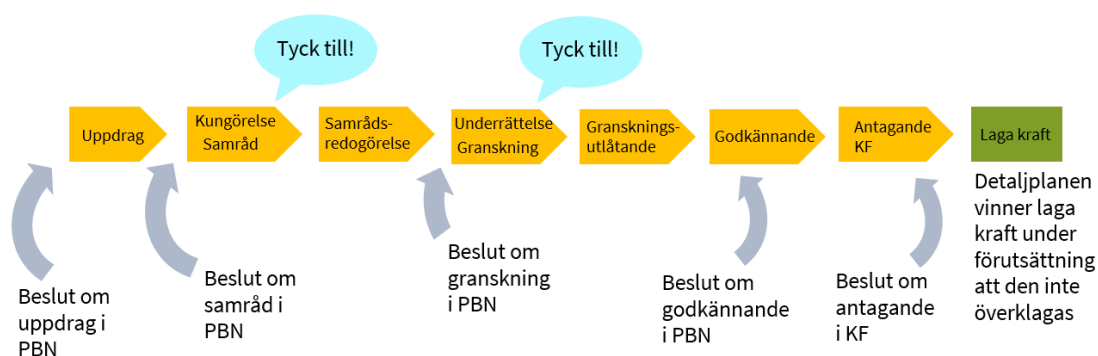 Tyck till!
Tyck till!
Uppdrag
Kungörelse
Samråd
Samråds-
redogörelse
Underrättelse
Granskning
Gransknings-
utlåtande
Godkännande
Antagande
KF
Laga kraft
Beslut om
uppdrag i
PBN
Beslut om
samråd i
PBN
Beslut om
granskning
i PBN
Beslut om
godkännande
i PBN
Beslut om
antagande
i KF
Detaljplanen
vinner laga
kraft under
förutsättning
att den inte
överklagas